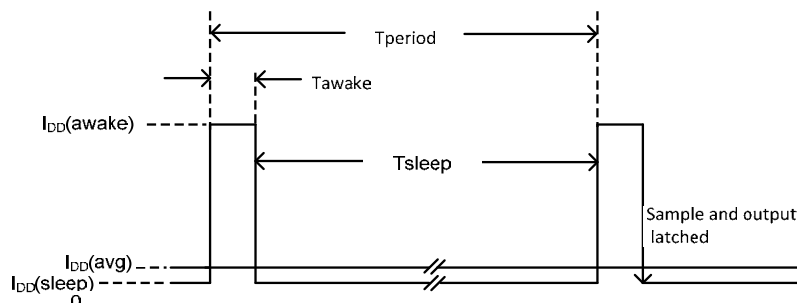 Tperiod
Tawake
IDD(awake)
Tsleep
Sample and output
latched
IDD(avg)
IDD(sleep)
0